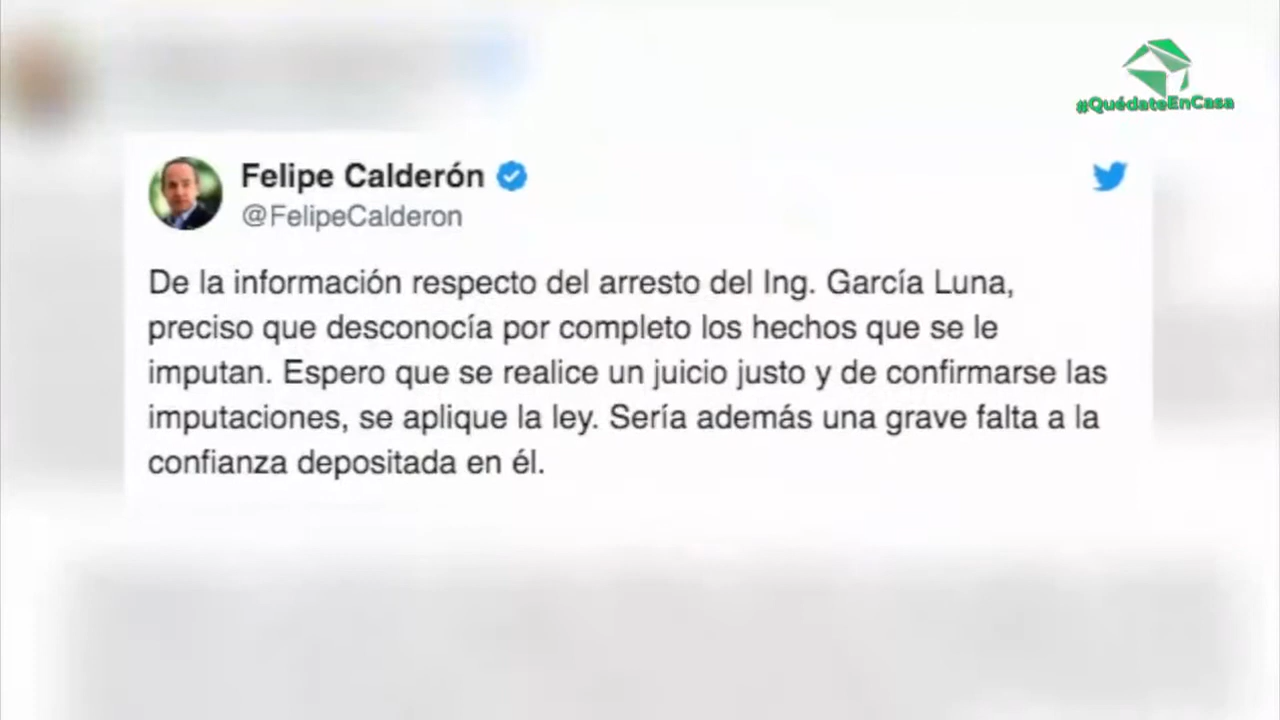 #QuédateEnCasa
Felipe Calderón
@FelipeCalderon
De la información respecto del arresto del Ing. García Luna,
preciso que desconocía por completo los hechos que se le
imputan. Espero que se realice un juicio justo y de confirmarse las
imputaciones, se aplique la ley. Sería además una grave falta a la
confianza depositada en él.